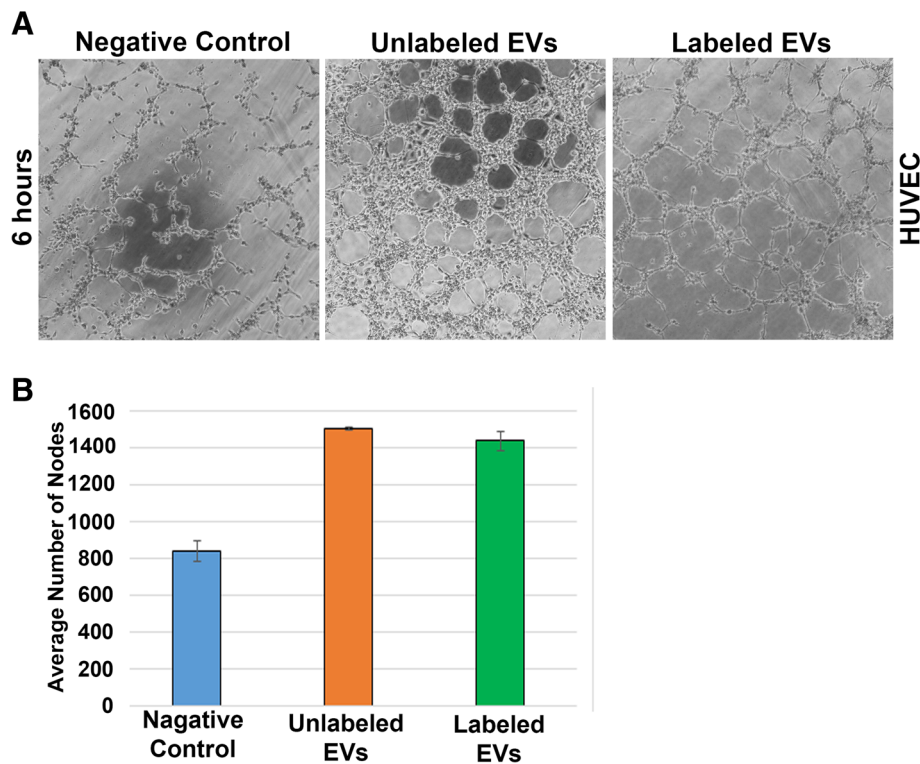 A
Negative Control
Unlabeled EVs
Labeled EVs
6 hours
HUVEC
B
Average Number of Nodes
1600
1400
1200
1000
800
600
400
200
0
Nagative
Control
Unlabeled
EVs
Labeled
EVs